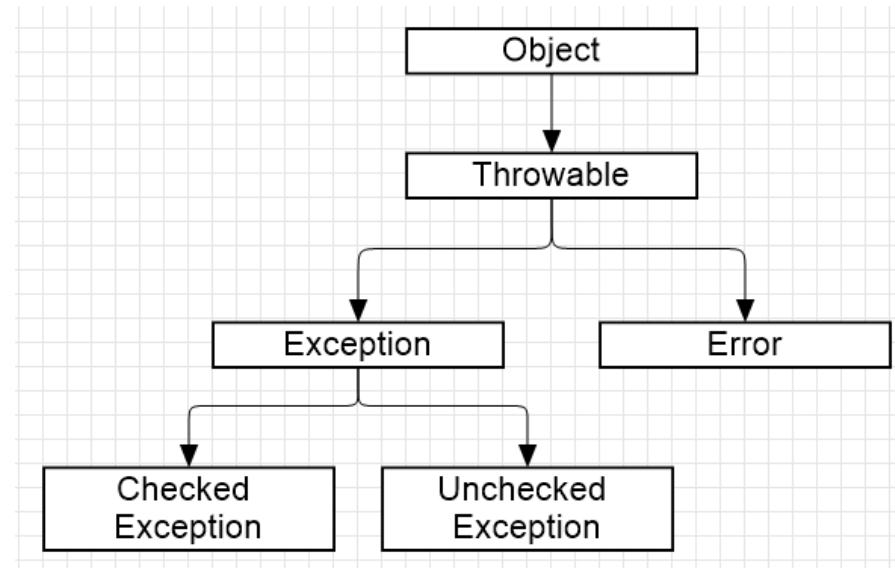 Object
Throwable
Exception
Error
Checked
Exception
Unchecked
Exception